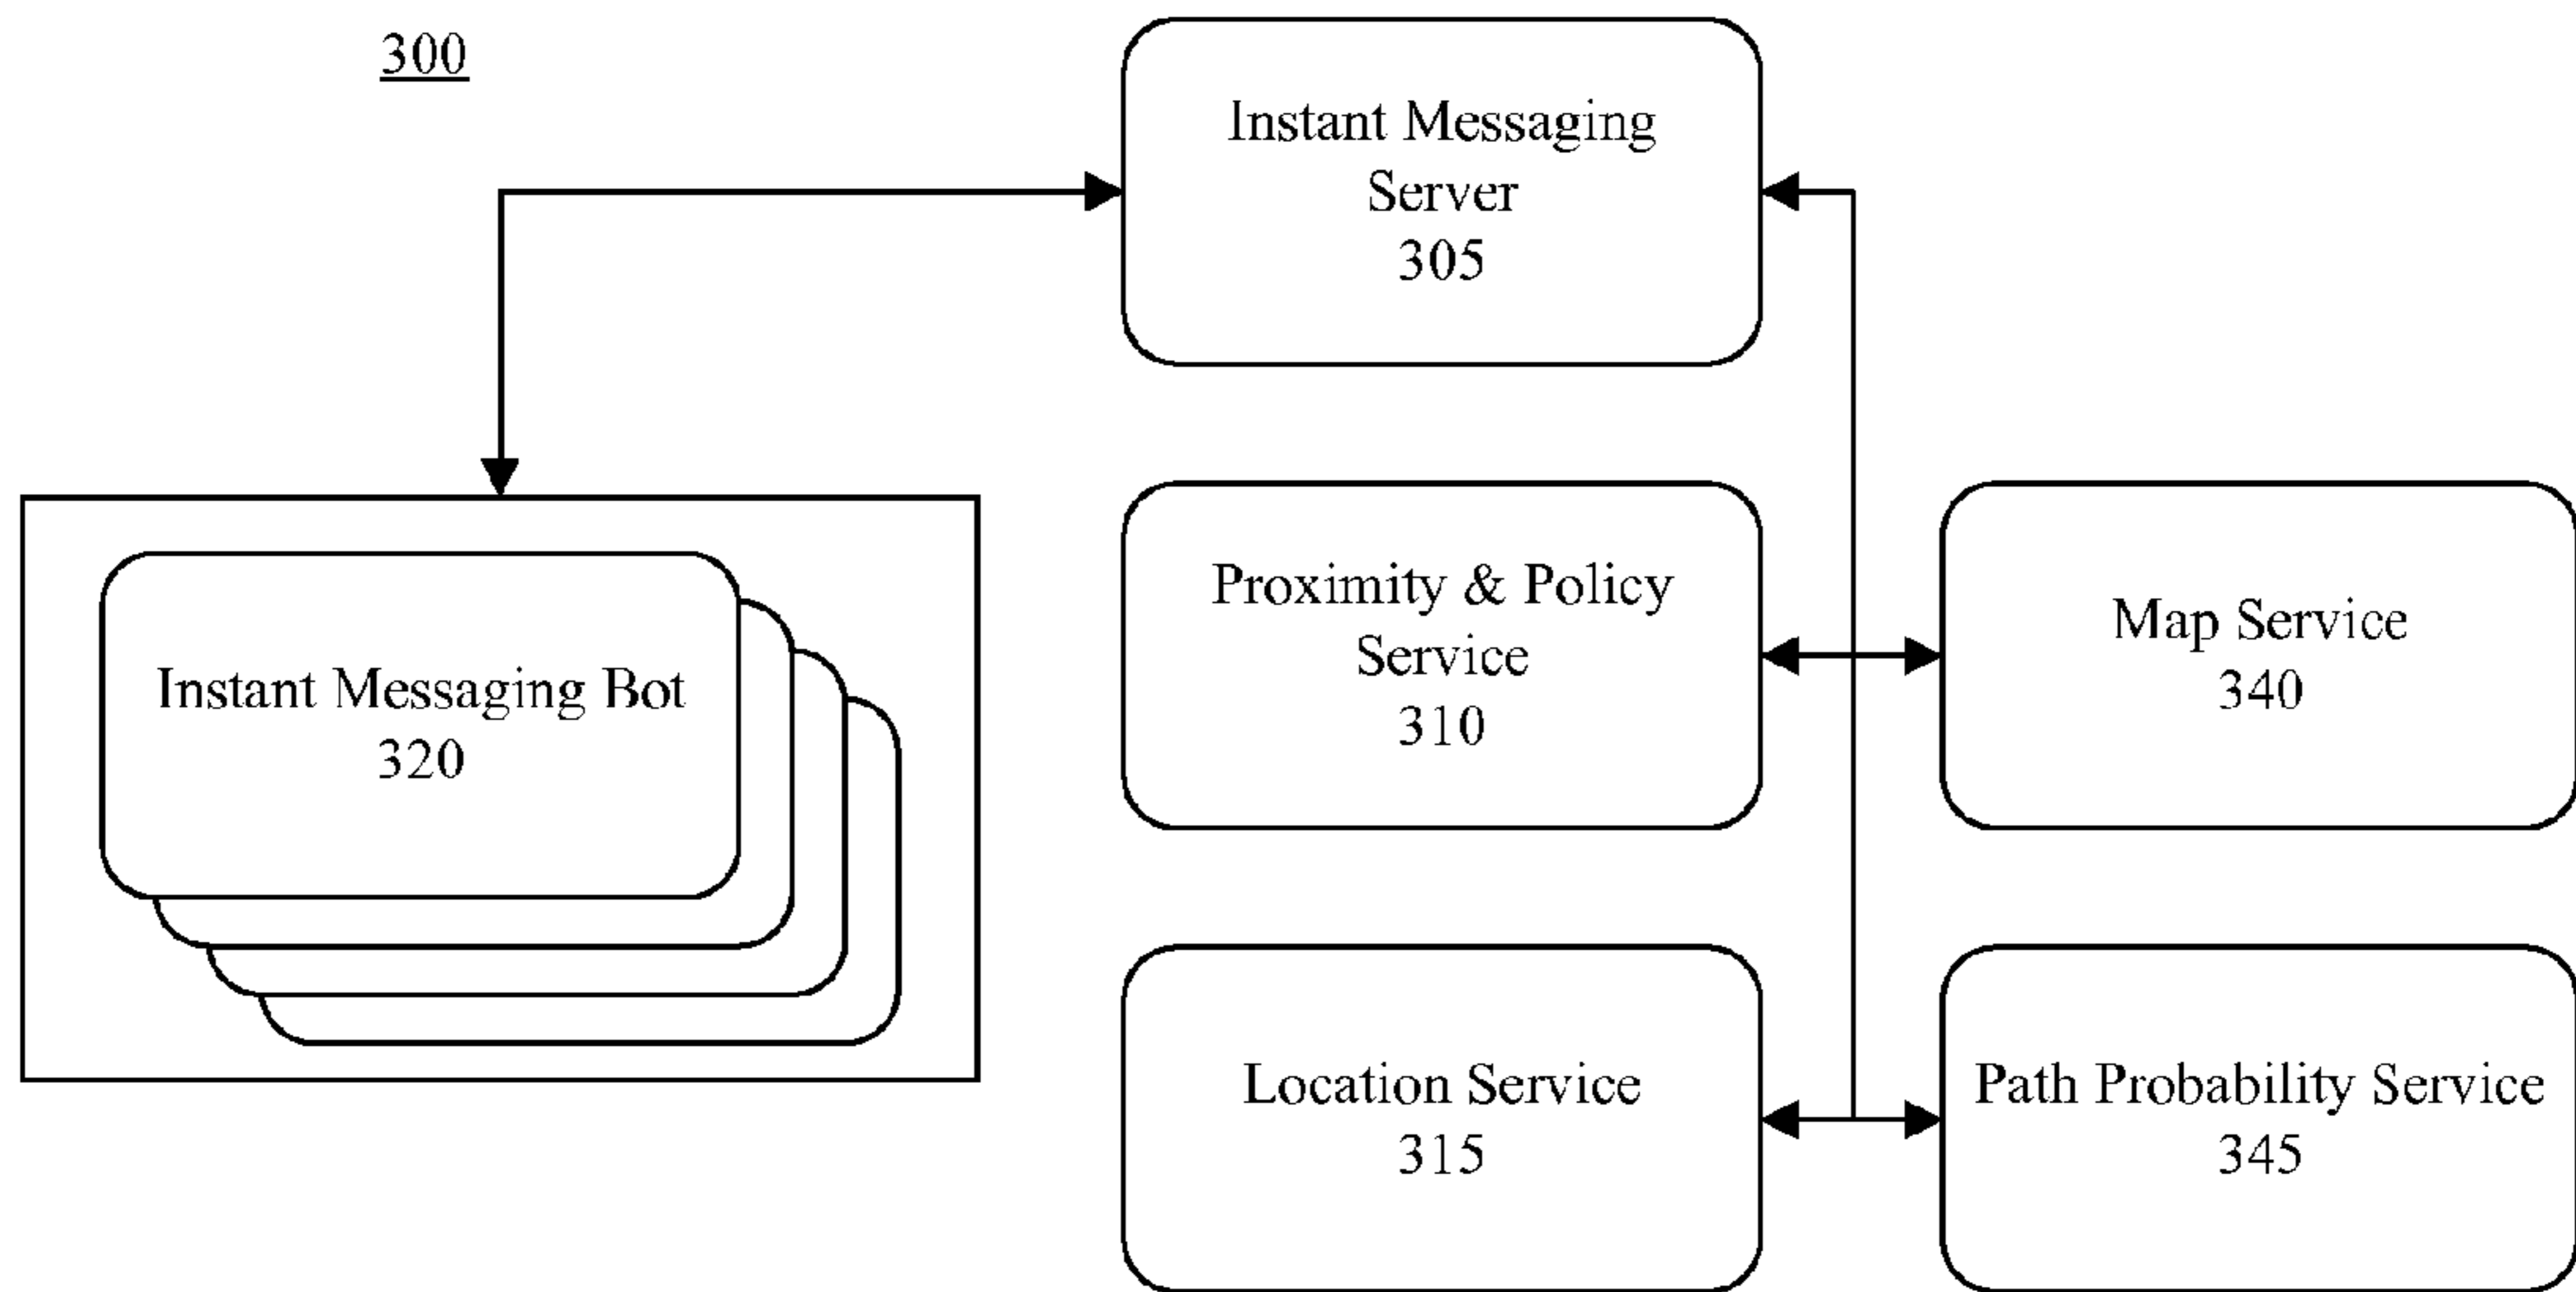 300
Instant Messaging
Server
305
Instant Messaging Bot
320
Proximity & Policy
Service
310
Map Service
340
Location Service
315
Path Probability Service
345